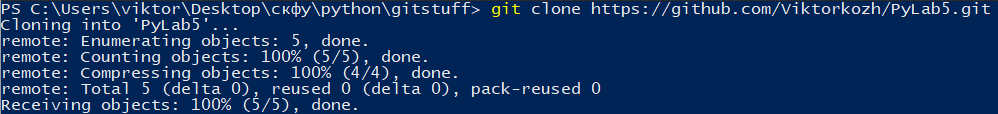 PS C:\Users\viktor\Desktop\скфу\python\gitstuff> git clone https://github.com/Viktorkozh/PyLab5.git
Cloning into 'PyLab5'...
remote: Enumerating objects: 5, done.
remote: Counting objects: 100% (5/5), done.
remote: Compressing objects: 100% (4/4), done.
remote: Total 5 (delta 0), reused 0 (delta 0), pack-reused 0
Receiving objects: 100% (5/5), done.